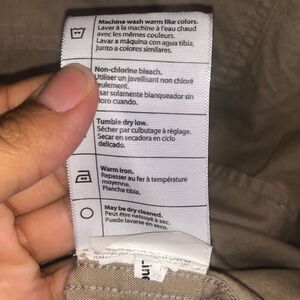 Machine wash warm like colors.
Laver à la machine à l'eau chaud
avec les mêmes couleurs.
Lavar a máquina con agua tibia,
junto a colores similares.
Non-chlorine bleach.
Utiliser un javellisant non chloré
seulement.
Usar solamente blanqueador sin
cloro cuando.
Tumble dry low.
Sécher par culbutage à réglage.
Secar en secadora en ciclo
delicado.
Warm iron.
Repasser au fer à température
moyenne.
Plancha tibia.
May be dry cleaned.
Peut être nettoyé à sec.
Puede lavarse en seco.